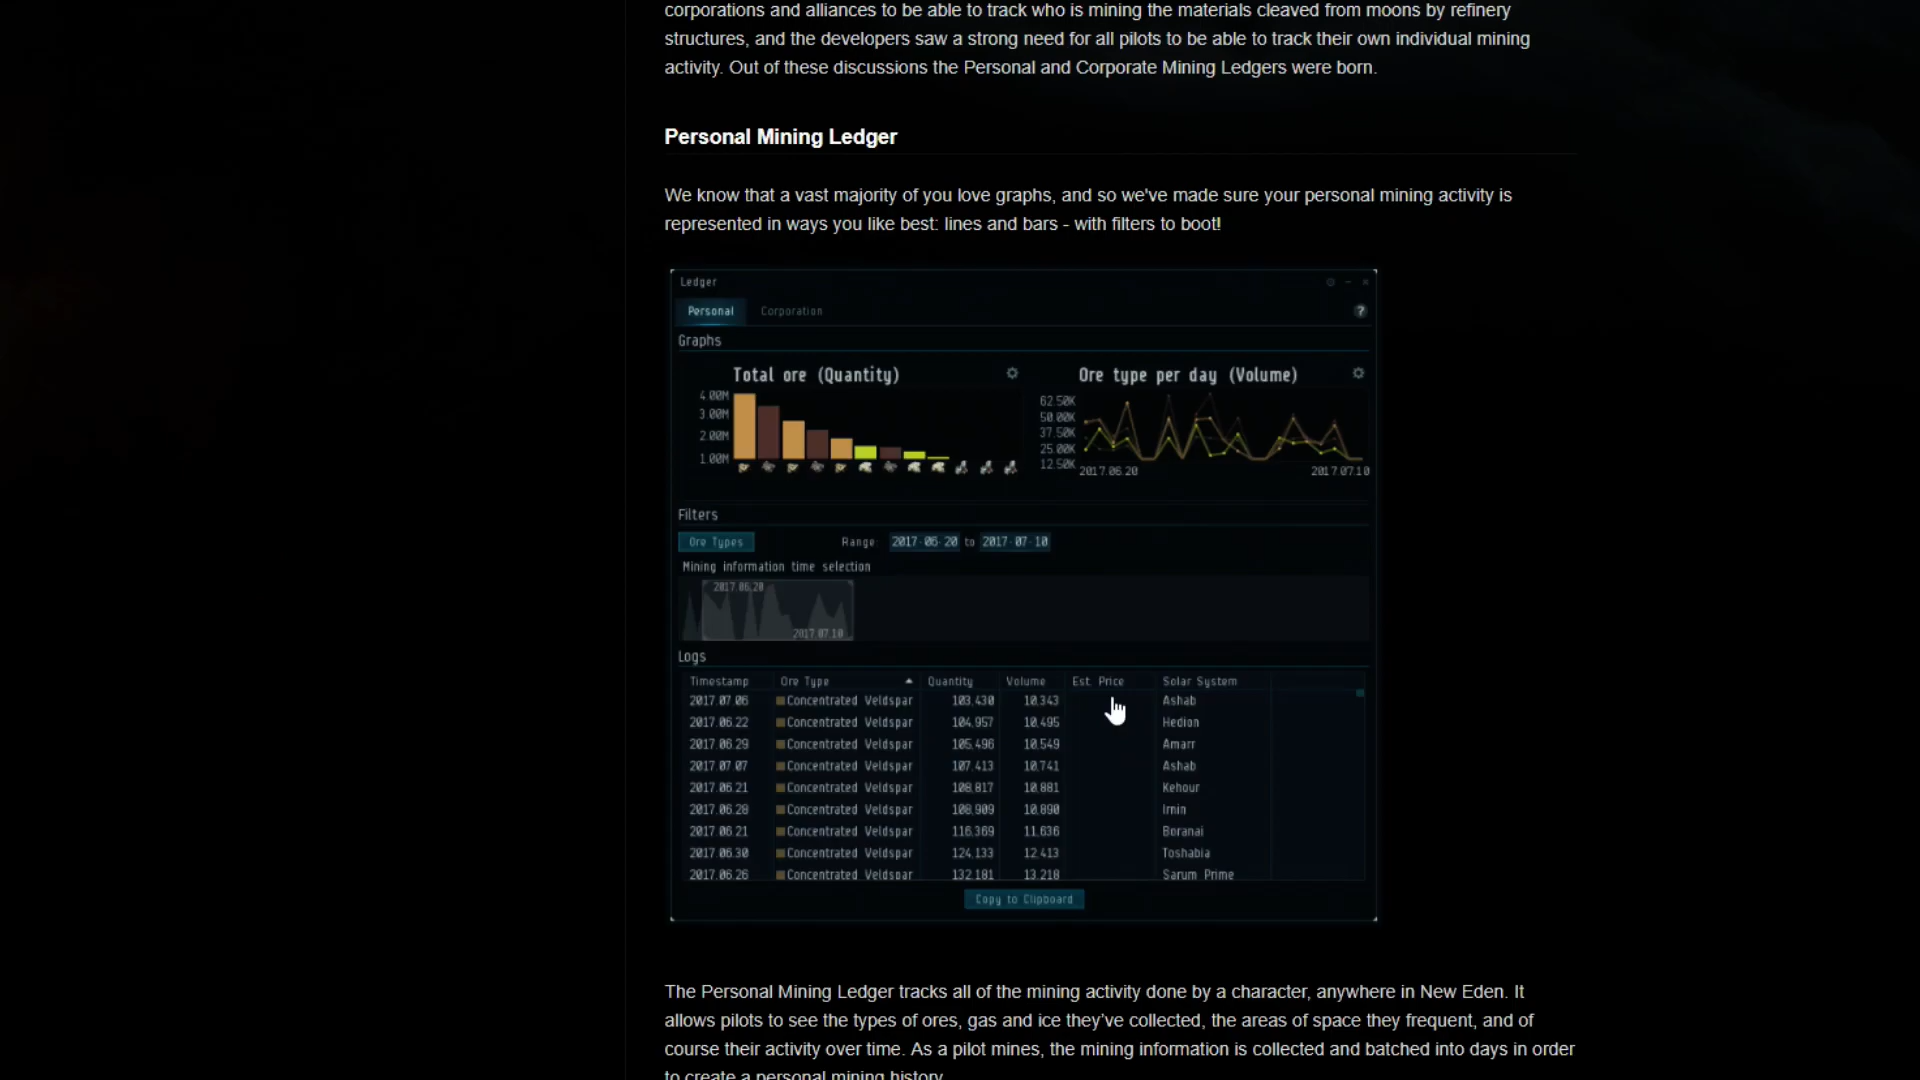 corporations and alliances to be able to track who is mining the materials cleaved from moons by refinery
structures, and the developers saw a strong need for all pilots to be able to track their own individual mining
activity. Out of these discussions the Personal and Corporate Mining Ledgers were born.
Personal Mining Ledger
We know that a vast majority of you love graphs, and so we've made sure your personal mining activity is
represented in ways you like best: lines and bars - with filters to boot!
Ledger
Personal Corporation ?
Graphs
Total ore (Quantity)
4.00M
3.00M
2.00M
1.00M
Ore type per day (Volume)
62.50K
50.00K
37.50K
25.00K
12.50K
2017.06.20 2017.07.10
Filters
Ore Types Range: 2017-06-20 to 2017-07-10
Mining information time selection
2017.06.20
2017.07.10
Logs
Timestamp Ore Type Quantity Volume Est. Price Solar System
2017.07.06 Concentrated Veldspar 103,430 10,343 Ashab
2017.06.22 Concentrated Veldspar 104,957 10,495 Hedion
2017.06.29 Concentrated Veldspar 105,496 10,549 Amarr
2017.07.07 Concentrated Veldspar 107,413 10,741 Ashab
2017.06.21 Concentrated Veldspar 108,817 10,881 Kehour
2017.06.28 Concentrated Veldspar 108,909 10,890 Irnin
2017.06.21 Concentrated Veldspar 116,369 11,636 Boranai
2017.06.30 Concentrated Veldspar 124,133 12,413 Toshabia
2017.06.26 Concentrated Veldspar 132,181 13,218 Sarum Prime
Copy to Clipboard
The Personal Mining Ledger tracks all of the mining activity done by a character, anywhere in New Eden. It
allows pilots to see the types of ores, gas and ice they've collected, the areas of space they frequent, and of
course their activity over time. As a pilot mines, the mining information is collected and batched into days in order
to create a personal mining history.